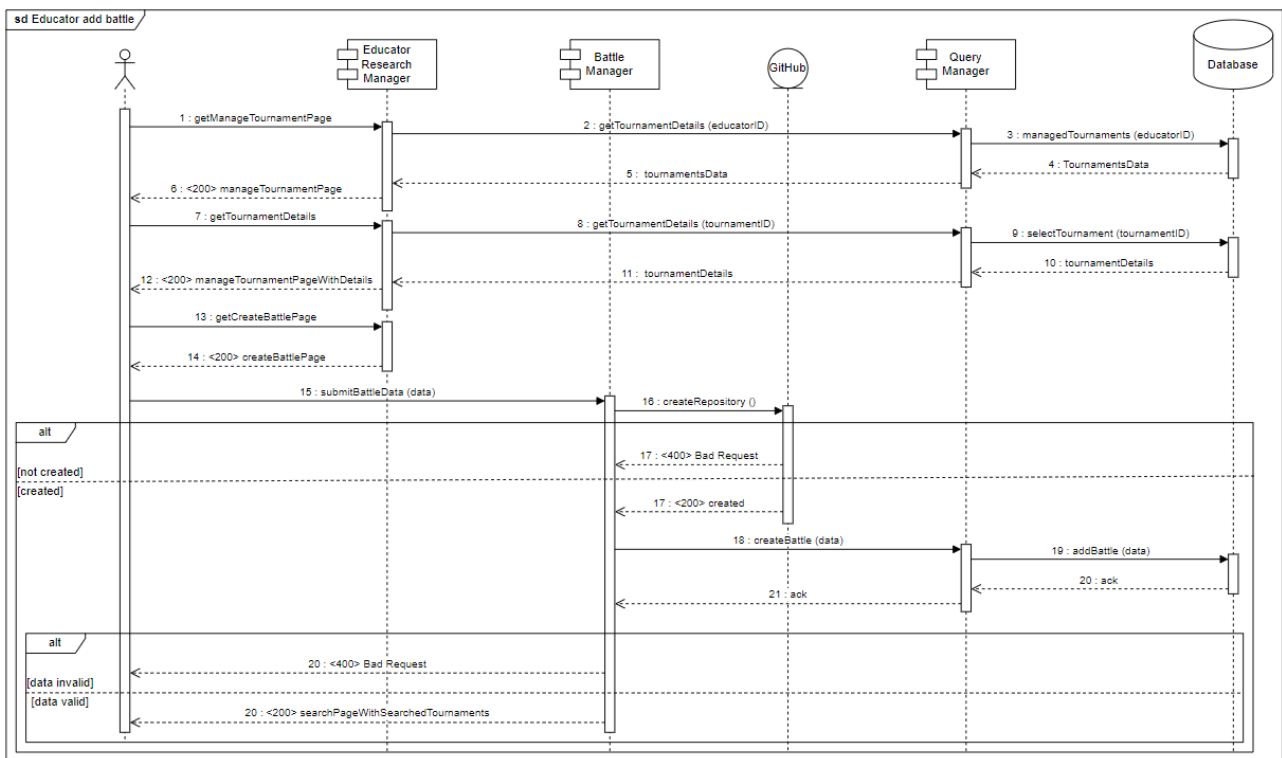 sd Educator add battle
Educator
Research
Manager
Battle
Manager
GitHub
Query
Manager
Database
1 : getManageTournamentPage
2 : getTournamentDetails (educatorID)
3 : managedTournaments (educatorID)
4 : TournamentsData
5 : tournamentsData
6 : <200> manageTournamentPage
7 : getTournamentDetails
8 : getTournamentDetails (tournamentID)
9 : selectTournament (tournamentID)
10 : tournamentDetails
11 : tournamentDetails
12 : <200> manageTournamentPageWithDetails
13 : getCreateBattlePage
14 : <200> createBattlePage
15 : submitBattleData (data)
16 : createRepository ()
alt
17 : <400> Bad Request
[not created]
[created]
17 : <200> created
18 : createBattle (data)
19 : addBattle (data)
20 : ack
21 : ack
alt
20 : <400> Bad Request
[data invalid]
[data valid]
20 : <200> searchPageWithSearchedTournaments